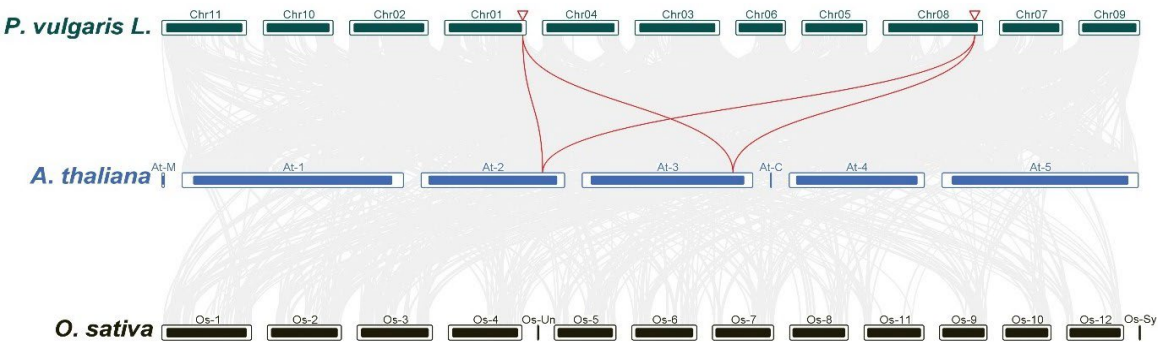 Chr11 Chr10 Chr02 Chr01 Chr04 Chr03 Chr06 Chr05 Chr08 Chr07 Chr09
P. vulgaris L.
At-M At-1 At-2 At-3 At-C At-4 At-5
A. thaliana
Os-1 Os-2 Os-3 Os-4 Os-Un Os-5 Os-6 Os-7 Os-8 Os-11 Os-9 Os-10 Os-12 Os-Sy
O. sativa